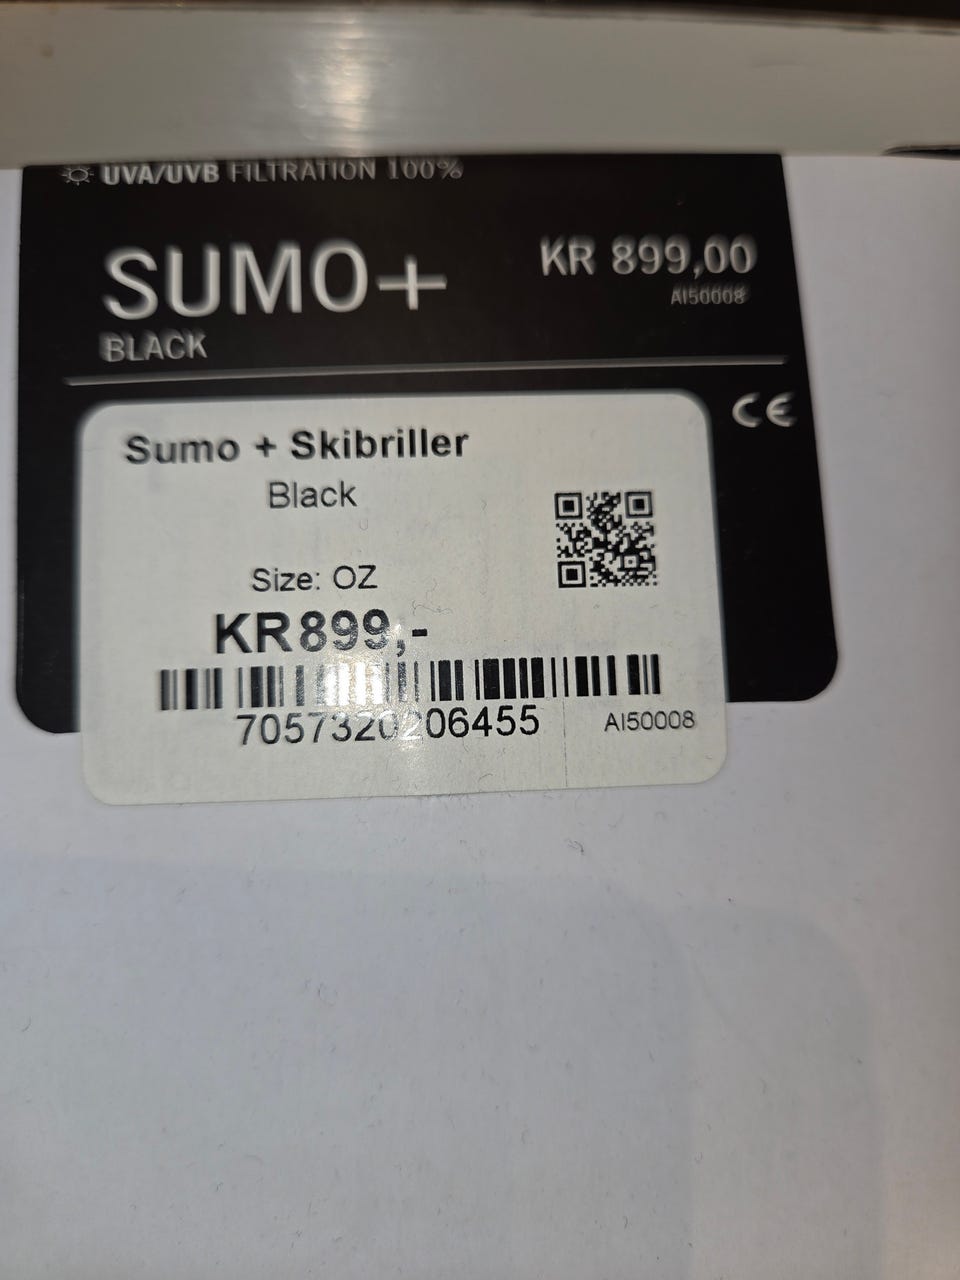 UVA/UVB FILTRATION 100%
SUMO+
KR 899,00
AI50008
BLACK
CE
Sumo + Skibriller
Black
Size: OZ
KR899,-
7057320206455
AI50008